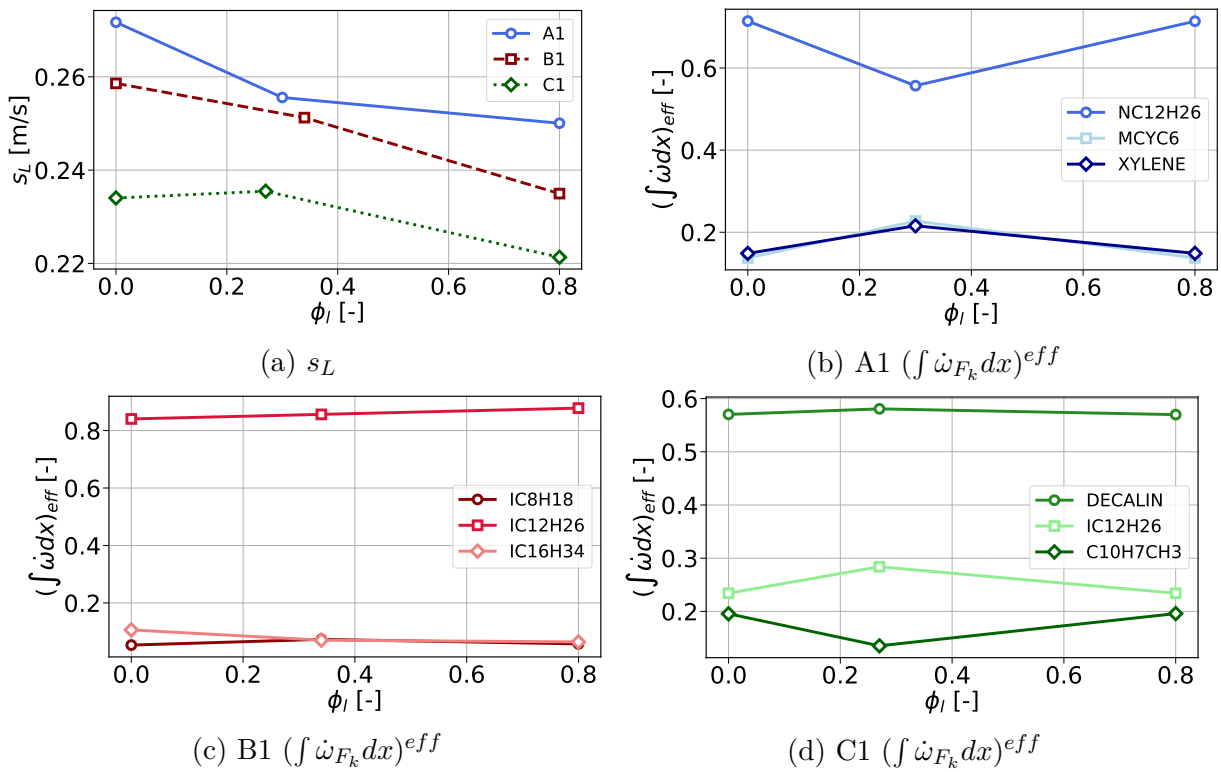 0.26
0.24
0.22
s_L [m/s]
0.0 0.2 0.4 0.6 0.8
ϕ_l [-]
A1
B1
C1
(a) s_L
0.6
0.4
0.2
(∫ω̇dx)_{eff} [-]
0.0 0.2 0.4 0.6 0.8
ϕ_l [-]
NC12H26
MCYC6
XYLENE
(b) A1 (∫ ω̇_{F_k} dx)^{eff}
0.8
0.6
0.4
0.2
(∫ω̇dx)_{eff} [-]
0.0 0.2 0.4 0.6 0.8
ϕ_l [-]
IC8H18
IC12H26
IC16H34
(c) B1 (∫ ω̇_{F_k} dx)^{eff}
0.6
0.5
0.4
0.3
0.2
(∫ω̇dx)_{eff} [-]
0.0 0.2 0.4 0.6 0.8
ϕ_l [-]
DECALIN
IC12H26
C10H7CH3
(d) C1 (∫ ω̇_{F_k} dx)^{eff}